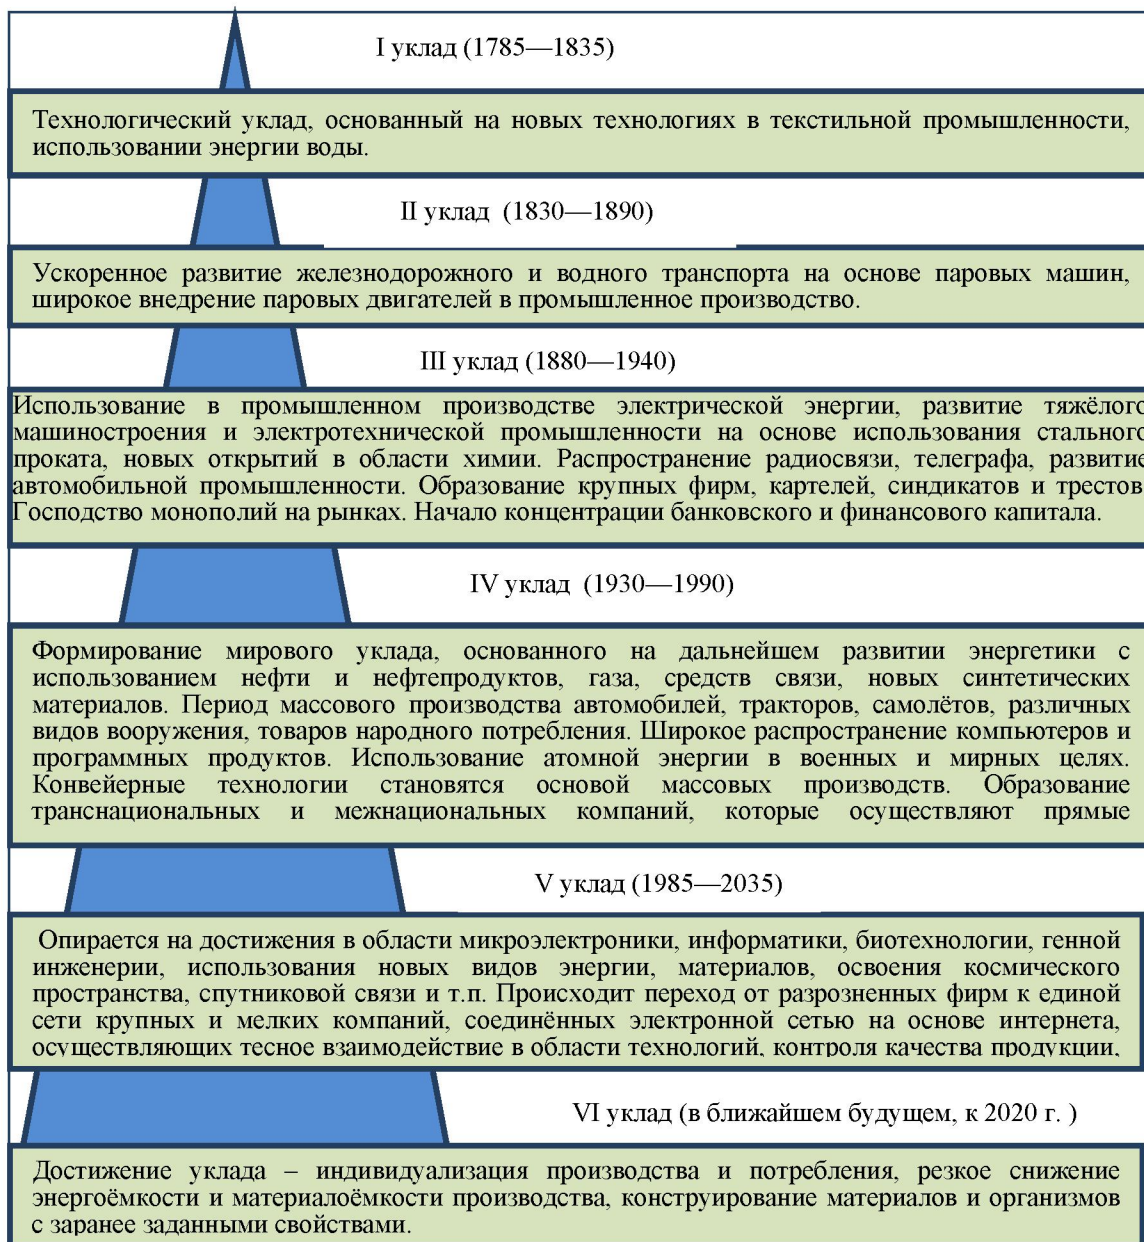 I уклад (1785—1835)
Технологический уклад, основанный на новых технологиях в текстильной промышленности,
использовании энергии воды.
II уклад (1830—1890)
Ускоренное развитие железнодорожного и водного транспорта на основе паровых машин,
широкое внедрение паровых двигателей в промышленное производство.
III уклад (1880—1940)
Использование в промышленном производстве электрической энергии, развитие тяжёлого
машиностроения и электротехнической промышленности на основе использования стального
проката, новых открытий в области химии. Распространение радиосвязи, телеграфа, развитие
автомобильной промышленности. Образование крупных фирм, картелей, синдикатов и трестов
Господство монополий на рынках. Начало концентрации банковского и финансового капитала.
IV уклад (1930—1990)
Формирование мирового уклада, основанного на дальнейшем развитии энергетики с
использованием нефти и нефтепродуктов, газа, средств связи, новых синтетических
материалов. Период массового производства автомобилей, тракторов, самолётов, различных
видов вооружения, товаров народного потребления. Широкое распространение компьютеров и
программных продуктов. Использование атомной энергии в военных и мирных целях.
Конвейерные технологии становятся основой массовых производств. Образование
транснациональных и межнациональных компаний, которые осуществляют прямые
V уклад (1985—2035)
Опирается на достижения в области микроэлектроники, информатики, биотехнологии, генной
инженерии, использования новых видов энергии, материалов, освоения космического
пространства, спутниковой связи и т.п. Происходит переход от разрозненных фирм к единой
сети крупных и мелких компаний, соединённых электронной сетью на основе интернета,
осуществляющих тесное взаимодействие в области технологий, контроля качества продукции,
VI уклад (в ближайшем будущем, к 2020 г. )
Достижение уклада – индивидуализация производства и потребления, резкое снижение
энергоёмкости и материалоёмкости производства, конструирование материалов и организмов
с заранее заданными свойствами.